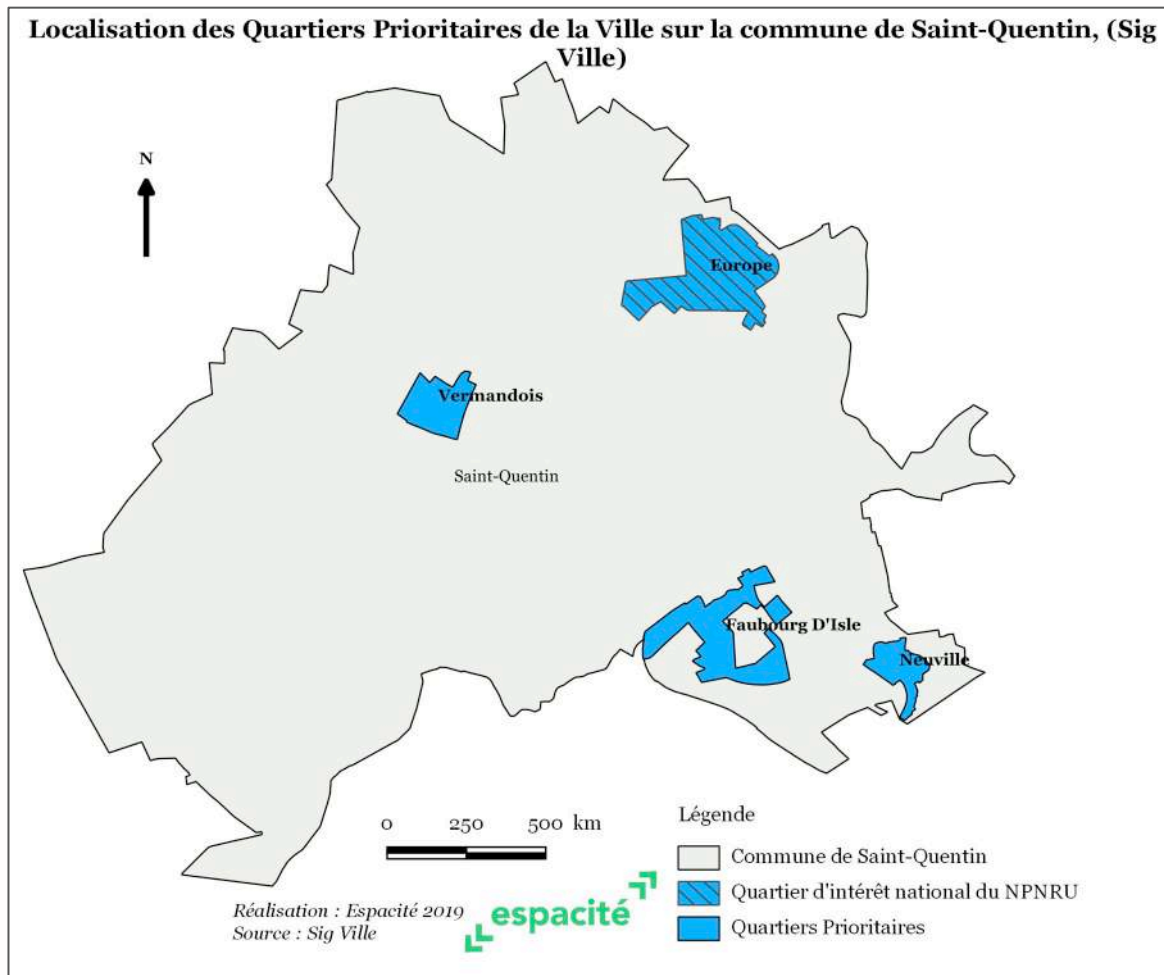 Localisation des Quartiers Prioritaires de la Ville sur la commune de Saint-Quentin, (Sig
Ville)
N
Europe
Vermandois
Saint-Quentin
Faubourg D'Isle
Neuville
0 250 500 km
Légende
Commune de Saint-Quentin
Quartier d'intérêt national du NPNRU
Quartiers Prioritaires
Réalisation : Espacité 2019
Source : Sig Ville
espacité